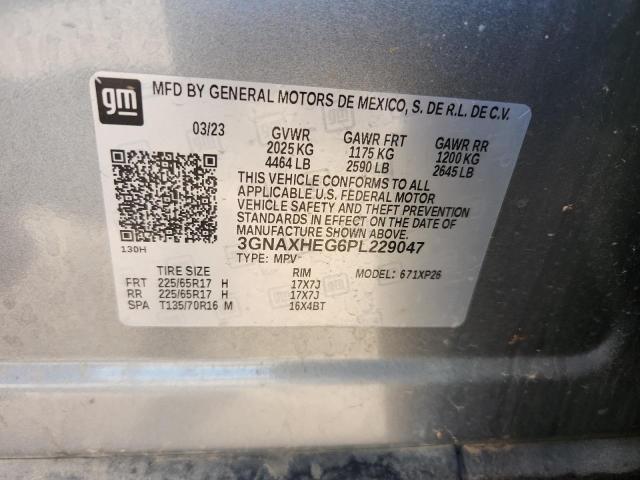 gm MFD BY GENERAL MOTORS DE MEXICO, S. DE R.L. DE C.V.
03/23 GVWR GAWR FRT GAWR RR
2025 KG 1175 KG 1200 KG
4464 LB 2590 LB 2645 LB
THIS VEHICLE CONFORMS TO ALL
APPLICABLE U.S. FEDERAL MOTOR
VEHICLE SAFETY AND THEFT PREVENTION
STANDARDS IN EFFECT ON THE DATE OF
MANUFACTURE SHOWN ABOVE.
130H 3GNAXHEG6PL229047
TYPE: MPV
TIRE SIZE RIM MODEL: 671XP26
FRT 225/65R17 H 17X7J
RR 225/65R17 H 17X7J
SPA T135/70R16 M 16X4BT